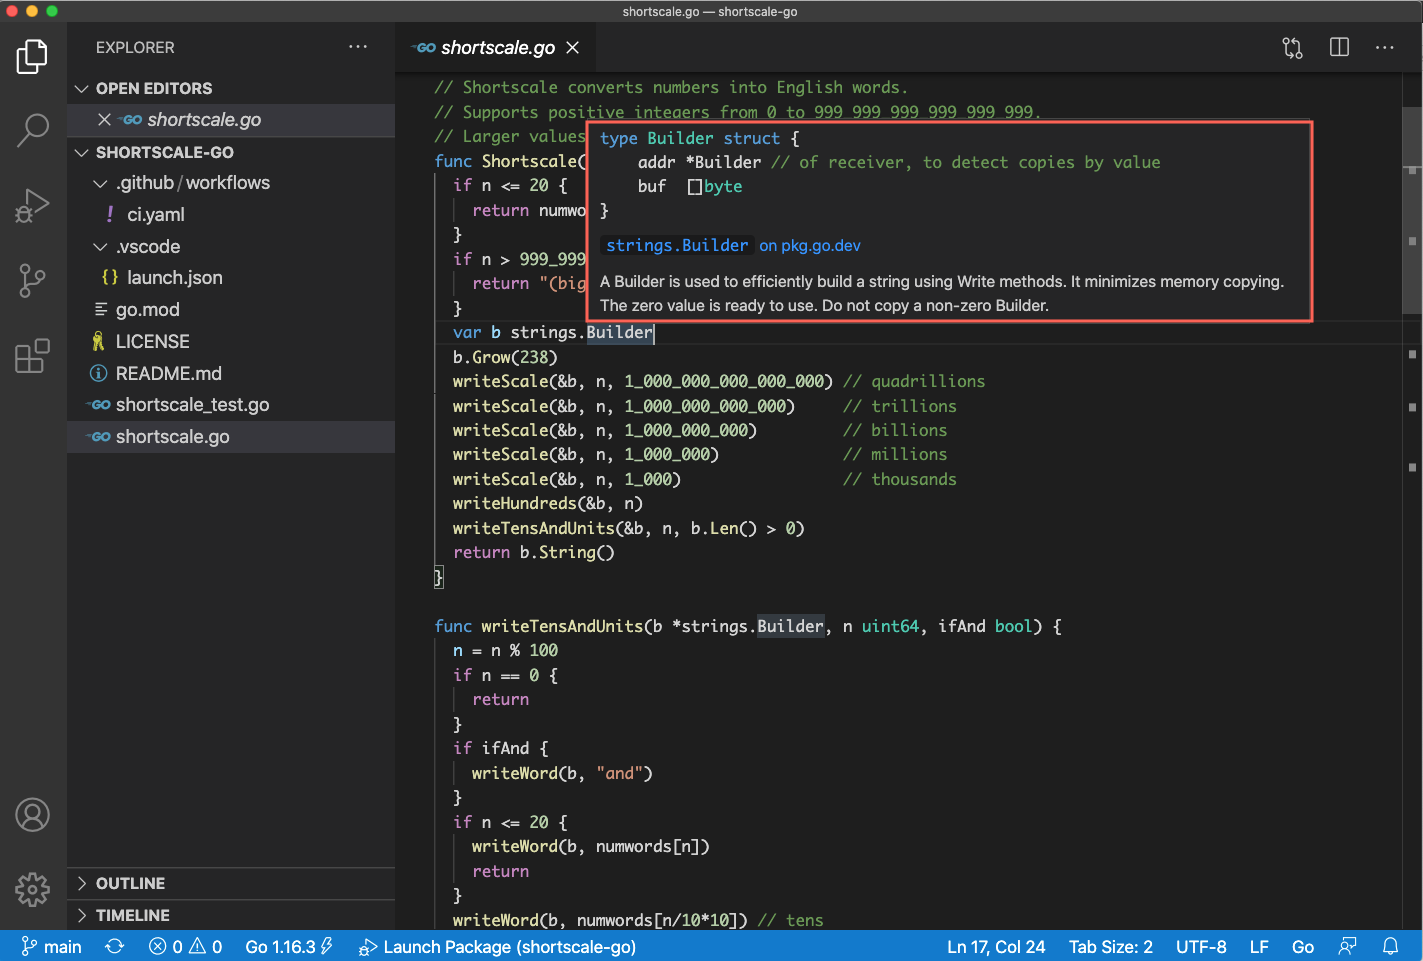 shortscale.go — shortscale-go
EXPLORER
OPEN EDITORS
GO shortscale.go
SHORTSCALE-GO
.github/workflows
! ci.yaml
.vscode
{} launch.json
go.mod
LICENSE
README.md
GO shortscale_test.go
GO shortscale.go
OUTLINE
TIMELINE
GO shortscale.go
// Shortscale converts numbers into English words.
// Supports positive integers from 0 to 999_999_999_999_999_999.
// Larger values
func Shortscale(
if n <= 20 {
return numwo
}
if n > 999_999
return "(big
}
type Builder struct {
addr *Builder // of receiver, to detect copies by value
buf []byte
}
strings.Builder on pkg.go.dev
A Builder is used to efficiently build a string using Write methods. It minimizes memory copying.
The zero value is ready to use. Do not copy a non-zero Builder.
var b strings.Builder
b.Grow(238)
writeScale(&b, n, 1_000_000_000_000_000) // quadrillions
writeScale(&b, n, 1_000_000_000_000) // trillions
writeScale(&b, n, 1_000_000_000) // billions
writeScale(&b, n, 1_000_000) // millions
writeScale(&b, n, 1_000) // thousands
writeHundreds(&b, n)
writeTensAndUnits(&b, n, b.Len() > 0)
return b.String()
}
func writeTensAndUnits(b *strings.Builder, n uint64, ifAnd bool) {
n = n % 100
if n == 0 {
return
}
if ifAnd {
writeWord(b, "and")
}
if n <= 20 {
writeWord(b, numwords[n])
return
}
writeWord(b, numwords[n/10*10]) // tens
main 0 0 Go 1.16.3 Launch Package (shortscale-go) Ln 17, Col 24 Tab Size: 2 UTF-8 LF Go